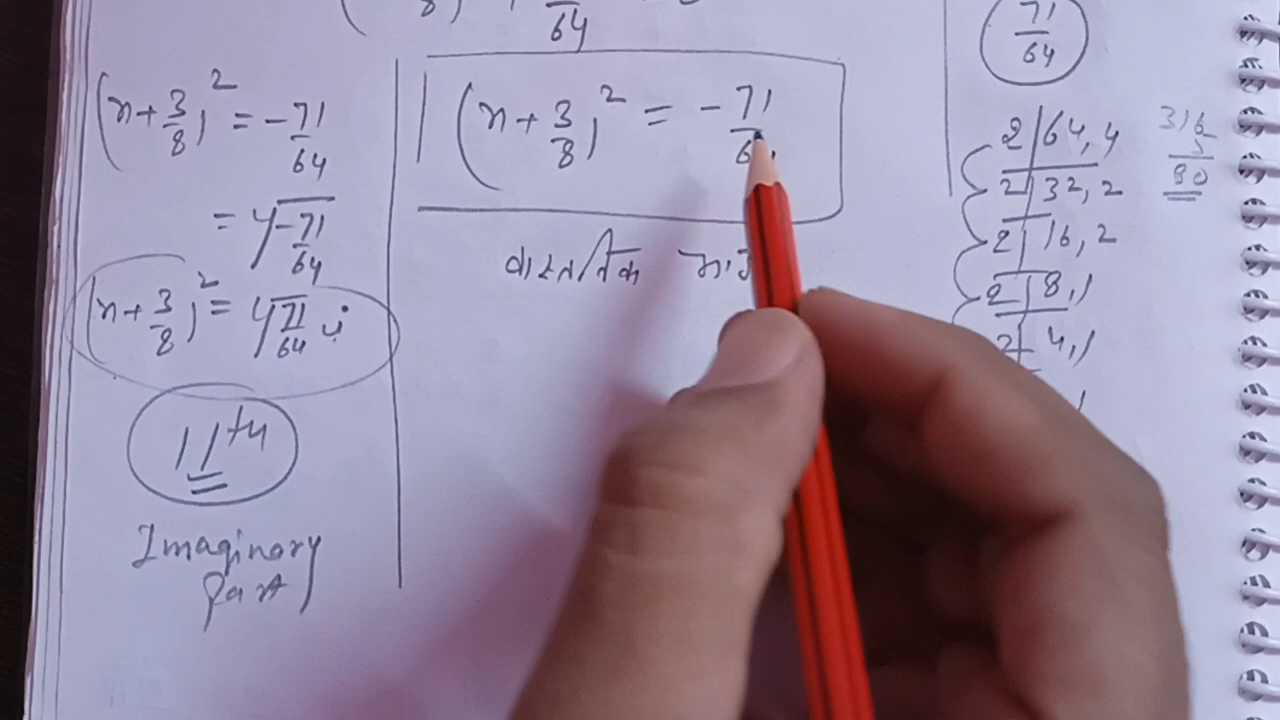 64
(x + 3/8)² = - 71/64
= √-71/64
(x + 3/8)² = √71/64 i
11th
Imaginary
Part
(x + 3/8)² = - 71/6
71/64
2 | 64, 4
2 | 32, 2
2 | 16, 2
2 | 8, 1
2 | 4, 1
316
80